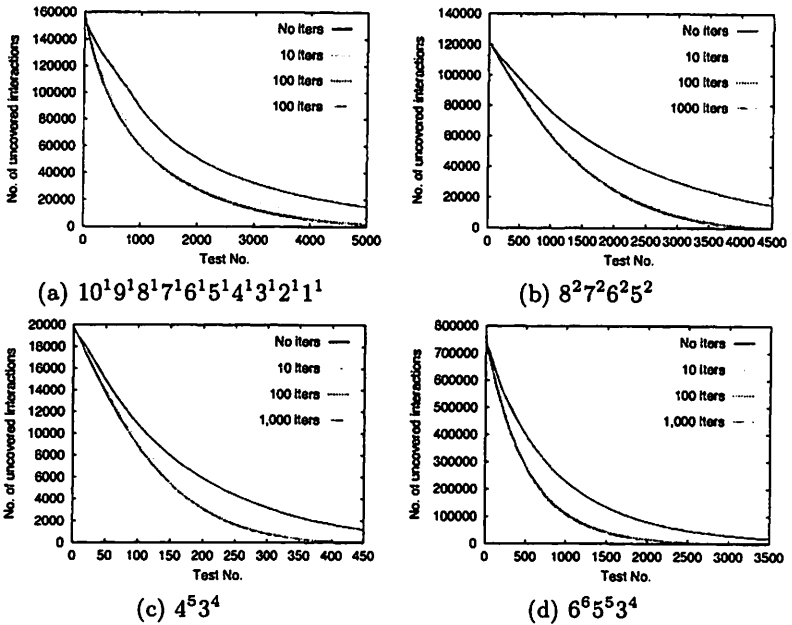 No. of uncovered interactions
160000
140000
120000
100000
80000
60000
40000
20000
0
0 1000 2000 3000 4000 5000
Test No.
No Iters
10 Iters
100 Iters
100 Iters
(a) 10¹9¹8¹7¹6¹5¹4¹3¹2¹1¹
No. of uncovered interactions
140000
120000
100000
80000
60000
40000
20000
0
0 500 1000 1500 2000 2500 3000 3500 4000 4500
Test No.
No Iters
10 Iters
100 Iters
1000 Iters
(b) 8²7²6²5²
No. of uncovered interactions
20000
18000
16000
14000
12000
10000
8000
6000
4000
2000
0
0 50 100 150 200 250 300 350 400 450
Test No.
No Iters
10 Iters
100 Iters
1,000 Iters
(c) 4⁵3⁴
No. of uncovered interactions
800000
700000
600000
500000
400000
300000
200000
100000
0
0 500 1000 1500 2000 2500 3000 3500
Test No.
No Iters
10 Iters
100 Iters
1,000 Iters
(d) 6⁶5⁵3⁴